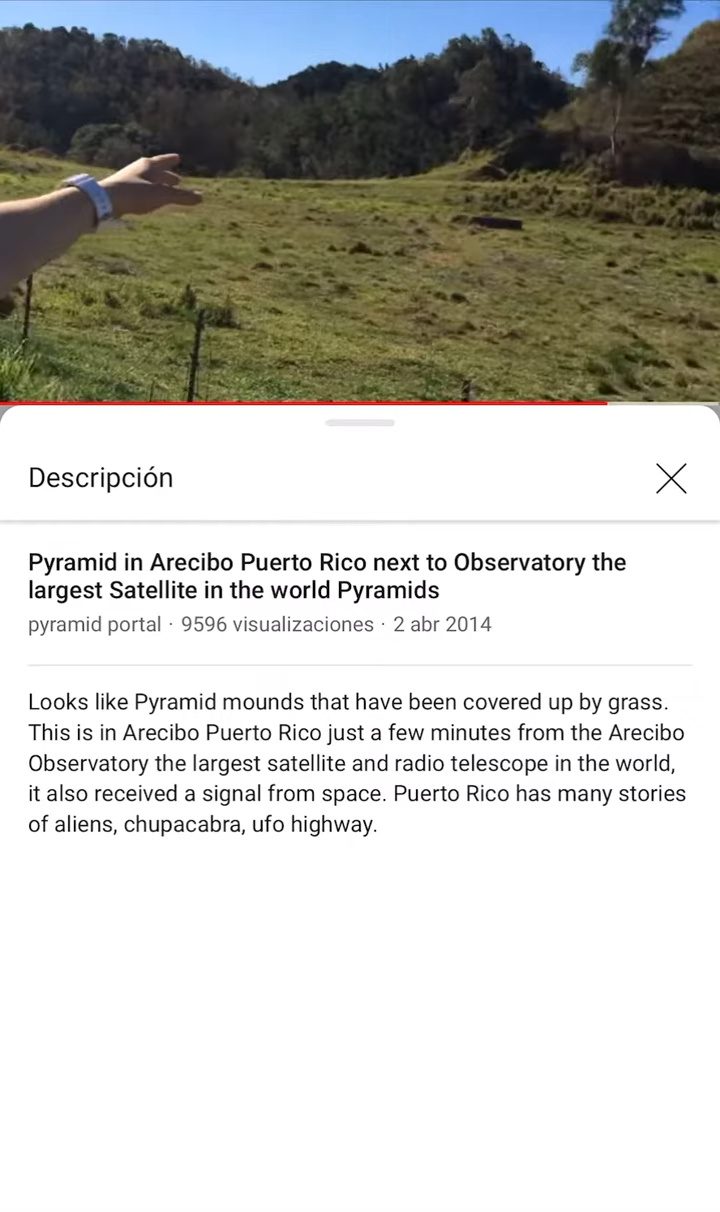 Descripción
Pyramid in Arecibo Puerto Rico next to Observatory the
largest Satellite in the world Pyramids
pyramid portal · 9596 visualizaciones · 2 abr 2014
Looks like Pyramid mounds that have been covered up by grass.
This is in Arecibo Puerto Rico just a few minutes from the Arecibo
Observatory the largest satellite and radio telescope in the world,
it also received a signal from space. Puerto Rico has many stories
of aliens, chupacabra, ufo highway.